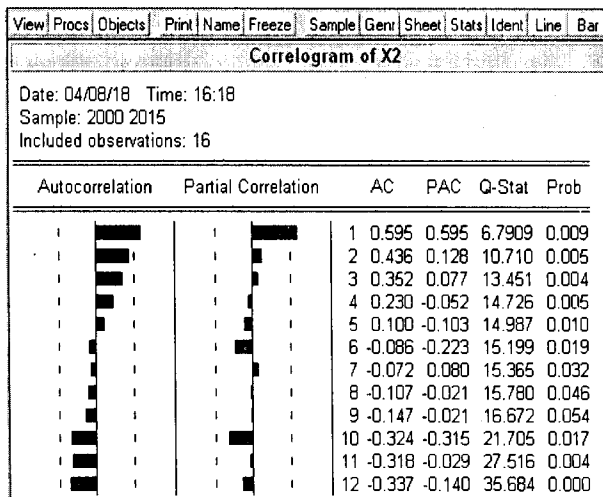 View Procs Objects Print Name Freeze Sample Genr Sheet Stats Ident Line Bar
Correlogram of X2
Date: 04/08/18 Time: 16:18
Sample: 2000 2015
Included observations: 16
Autocorrelation Partial Correlation AC PAC Q-Stat Prob
1 0.595 0.595 6.7909 0.009
2 0.436 0.128 10.710 0.005
3 0.352 0.077 13.451 0.004
4 0.230 -0.052 14.726 0.005
5 0.100 -0.103 14.987 0.010
6 -0.086 -0.223 15.199 0.019
7 -0.072 0.080 15.365 0.032
8 -0.107 -0.021 15.780 0.046
9 -0.147 -0.021 16.672 0.054
10 -0.324 -0.315 21.705 0.017
11 -0.318 -0.029 27.516 0.004
12 -0.337 -0.140 35.684 0.000